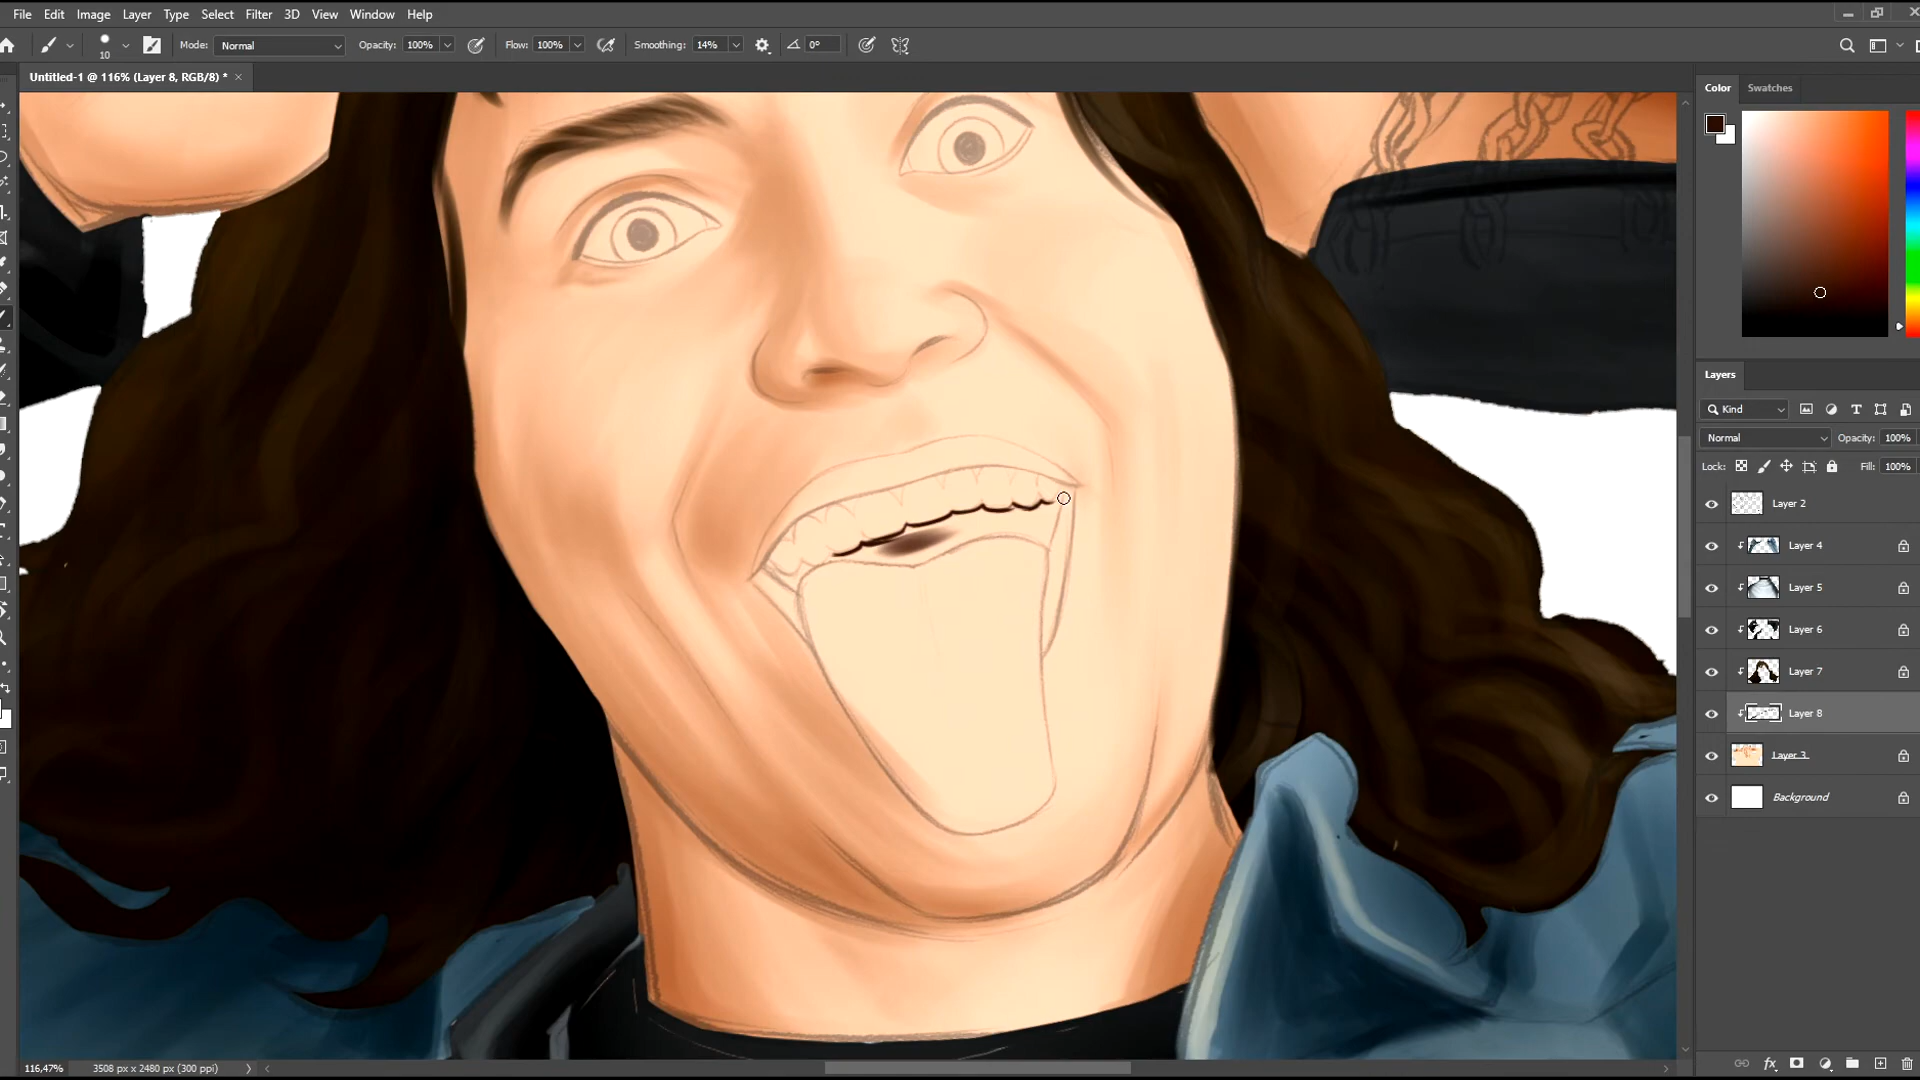 File Edit Image Layer Type Select Filter 3D View Window Help
10 Mode: Normal Opacity: 100% Flow: 100% Smoothing: 14% 0°
Untitled-1 @ 116% (Layer 8, RGB/8) * ×
Color Swatches
Layers
Kind
Normal Opacity: 100%
Lock: Fill: 100%
Layer 2
Layer 4
Layer 5
Layer 6
Layer 7
Layer 8
Layer 3
Background
116,47% 3508 px x 2480 px (300 ppi)